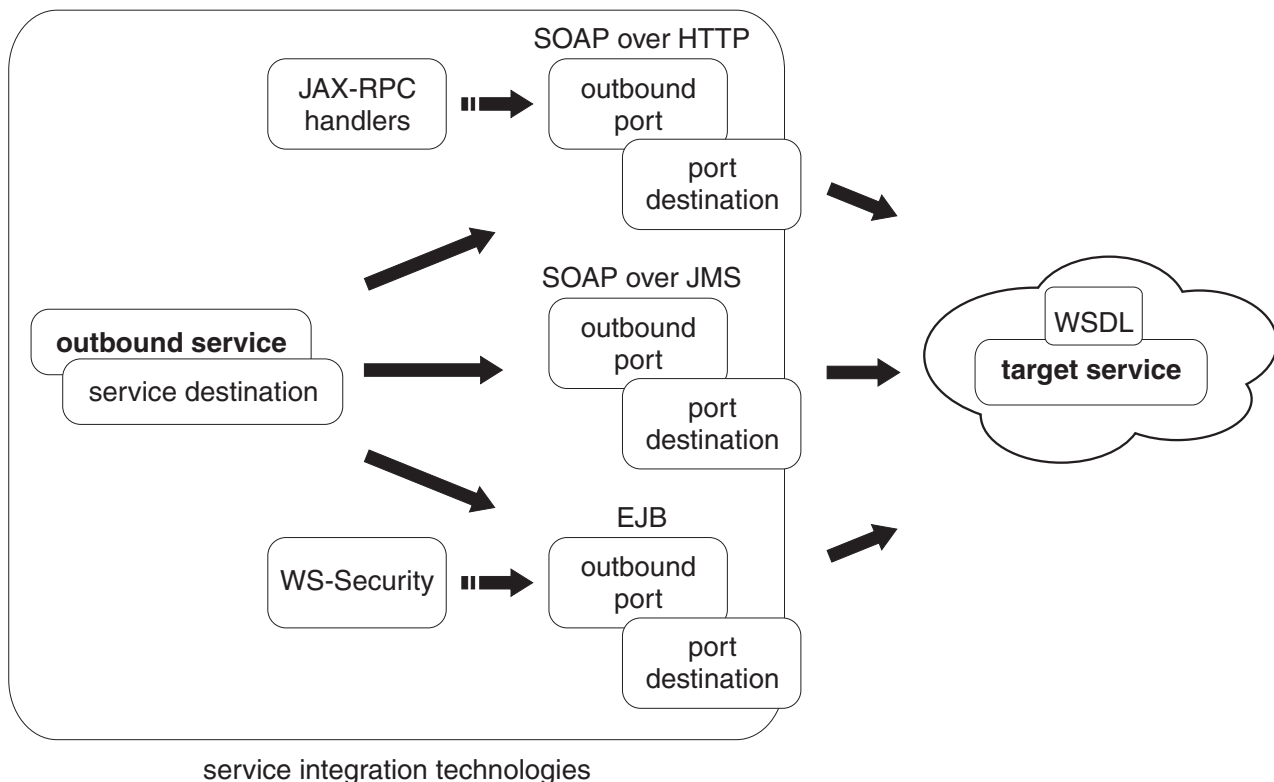 SOAP over HTTP
JAX-RPC
handlers
outbound
port
port
destination
SOAP over JMS
outbound service
service destination
outbound
port
port
destination
WSDL
target service
EJB
WS-Security
outbound
port
port
destination
service integration technologies